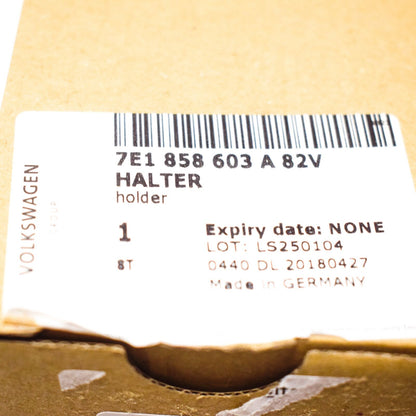 7E1 858 603 A 82V
HALTER
holder
1
Expiry date: NONE
LOT: LS250104
8T
0440 DL 20180427
Made in GERMANY
VOLKSWAGEN
GROUP